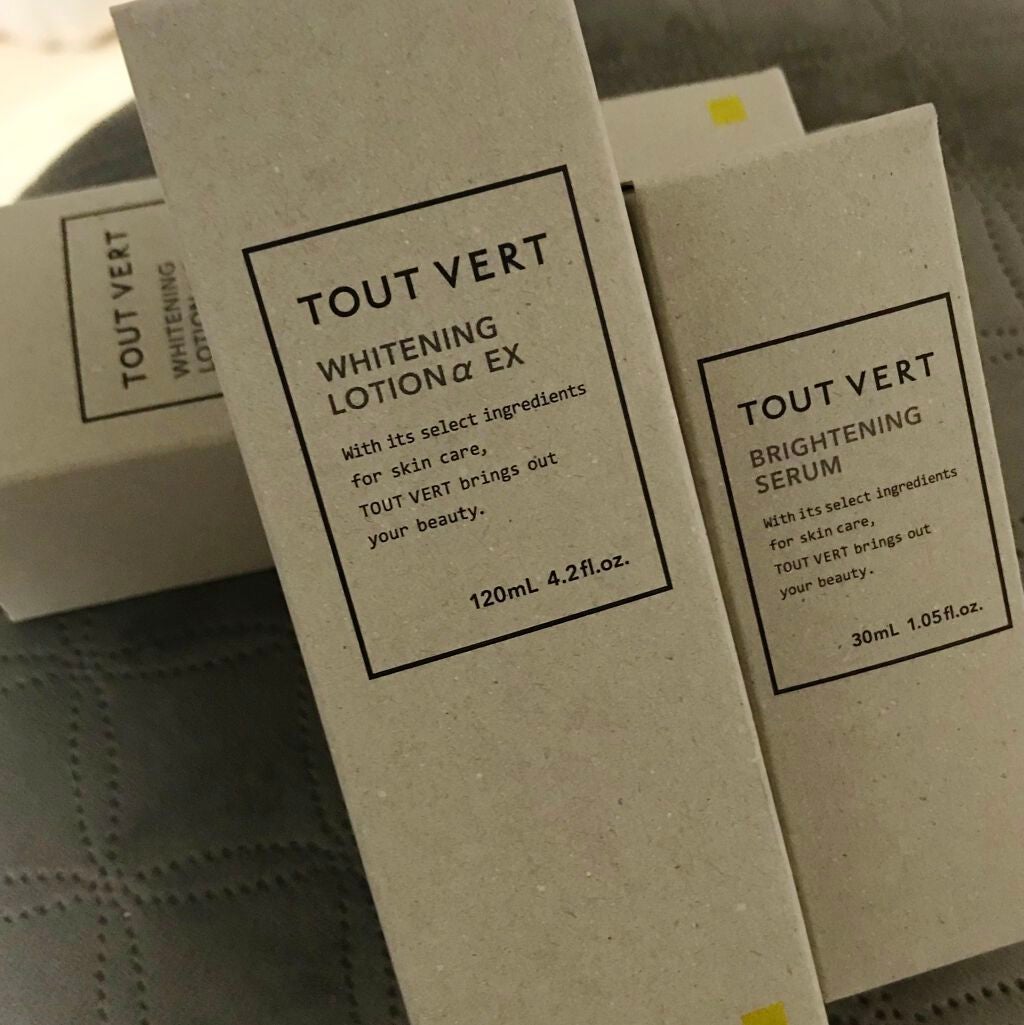 TOUT VERT
WHITENING
TOUT VERT
WHITENING
LOTION α EX
With its select ingredients
for skin care,
TOUT VERT brings out
your beauty.
120mL 4.2fl.oz.
TOUT VERT
BRIGHTENING
SERUM
With its select ingredients
for skin care,
TOUT VERT brings out
your beauty.
30mL 1.05fl.oz.